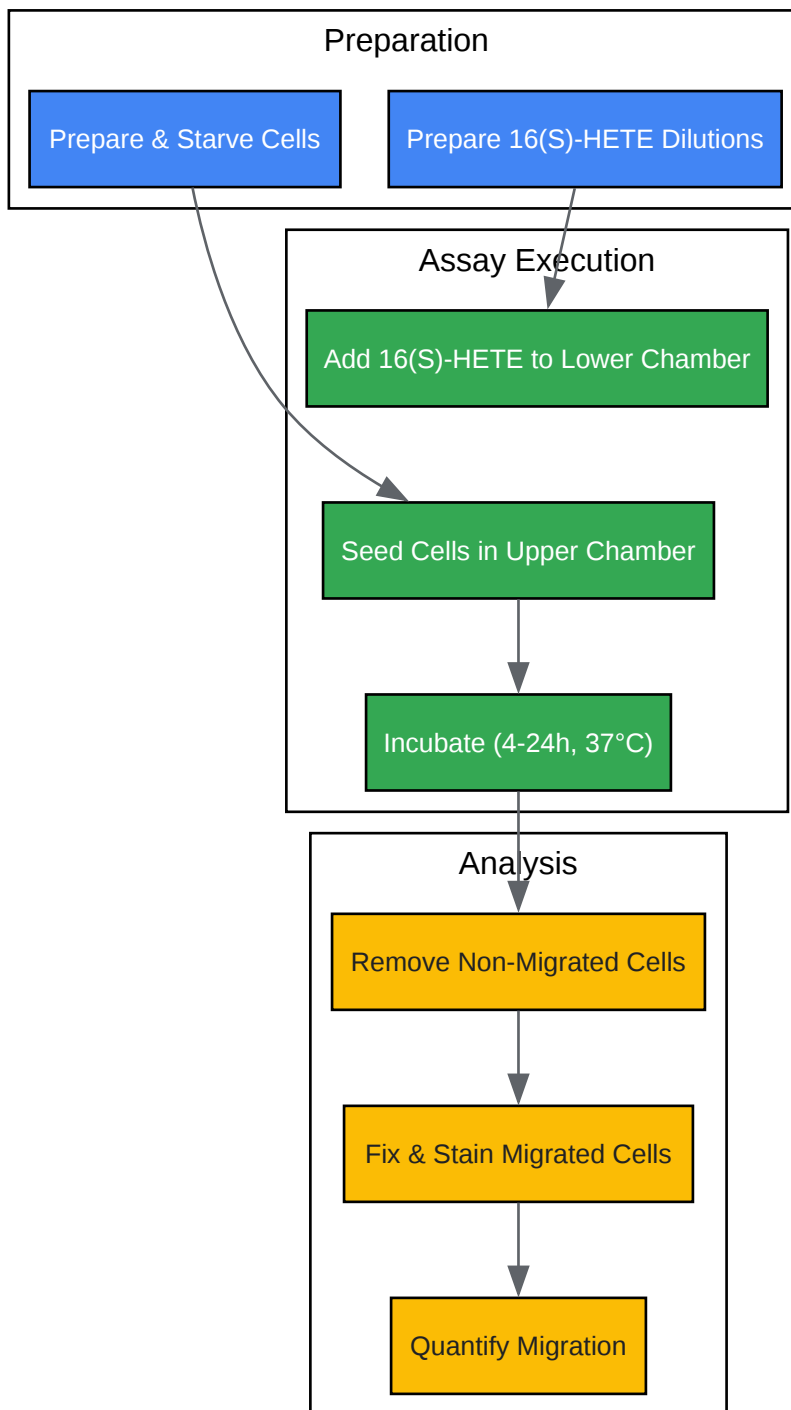 Preparation
Prepare & Starve Cells
Prepare 16(S)-HETE Dilutions
Assay Execution
Add 16(S)-HETE to Lower Chamber
Seed Cells in Upper Chamber
Incubate (4-24h, 37°C)
Analysis
Remove Non-Migrated Cells
Fix & Stain Migrated Cells
Quantify Migration